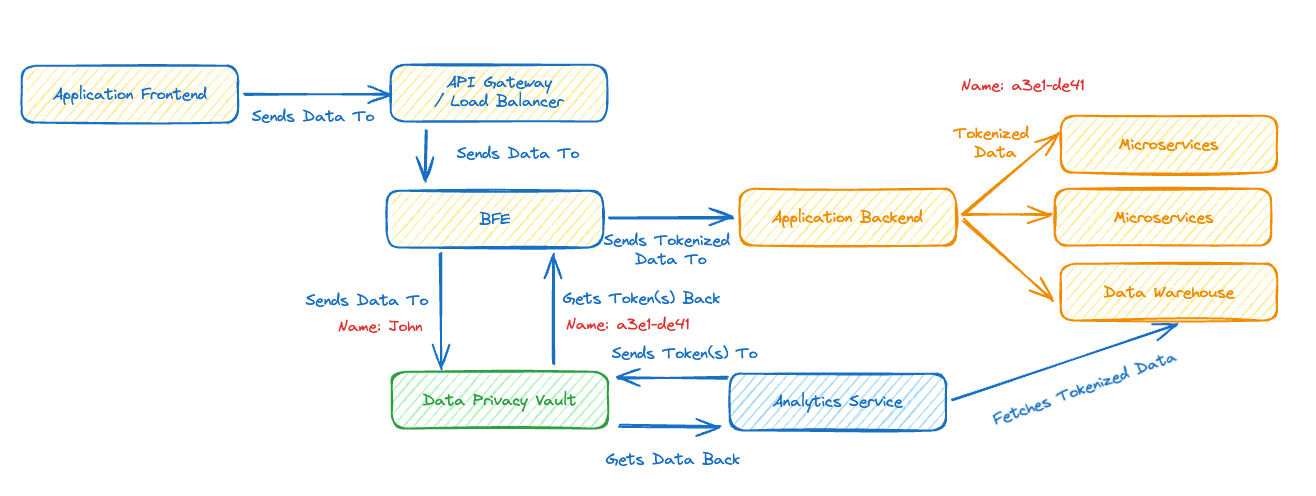 Application Frontend
Sends Data To
API Gateway
/ Load Balancer
Sends Data To
BFE
Sends Tokenized
Data To
Application Backend
Tokenized
Data
Name: a3e1-de41
Microservices
Microservices
Data Warehouse
Sends Data To
Name: John
Gets Token(s) Back
Name: a3e1-de41
Data Privacy Vault
Sends Token(s) To
Gets Data Back
Analytics Service
Fetches Tokenized Data